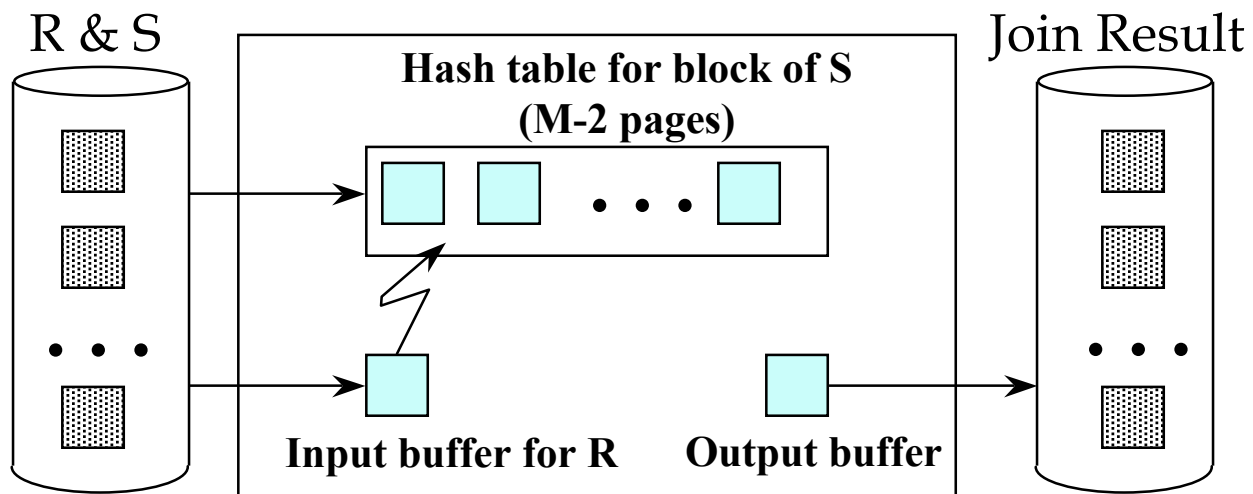 R & S
Join Result
Hash table for block of S
(M-2 pages)
Input buffer for R
Output buffer